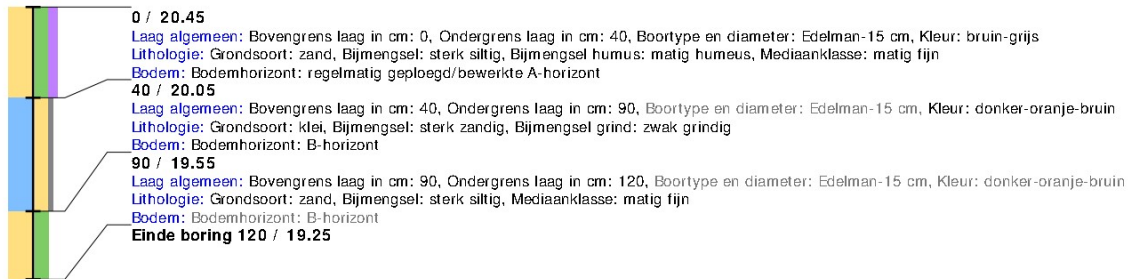 0 / 20.45
Laag algemeen: Bovengrens laag in cm: 0, Ondergrens laag in cm: 40, Boortype en diameter: Edelman-15 cm, Kleur: bruin-grijs
Lithologie: Grondsoort: zand, Bijmengsel: sterk siltig, Bijmengsel humus: matig humeus, Mediaanklasse: matig fijn
Bodem: Bodemhorizont: regelmatig geploegd/bewerkte A-horizont
40 / 20.05
Laag algemeen: Bovengrens laag in cm: 40, Ondergrens laag in cm: 90, Boortype en diameter: Edelman-15 cm, Kleur: donker-oranje-bruin
Lithologie: Grondsoort: klei, Bijmengsel: sterk zandig, Bijmengsel grind: zwak grindig
Bodem: Bodemhorizont: B-horizont
90 / 19.55
Laag algemeen: Bovengrens laag in cm: 90, Ondergrens laag in cm: 120, Boortype en diameter: Edelman-15 cm, Kleur: donker-oranje-bruin
Lithologie: Grondsoort: zand, Bijmengsel: sterk siltig, Mediaanklasse: matig fijn
Bodem: Bodemhorizont: B-horizont
Einde boring 120 / 19.25